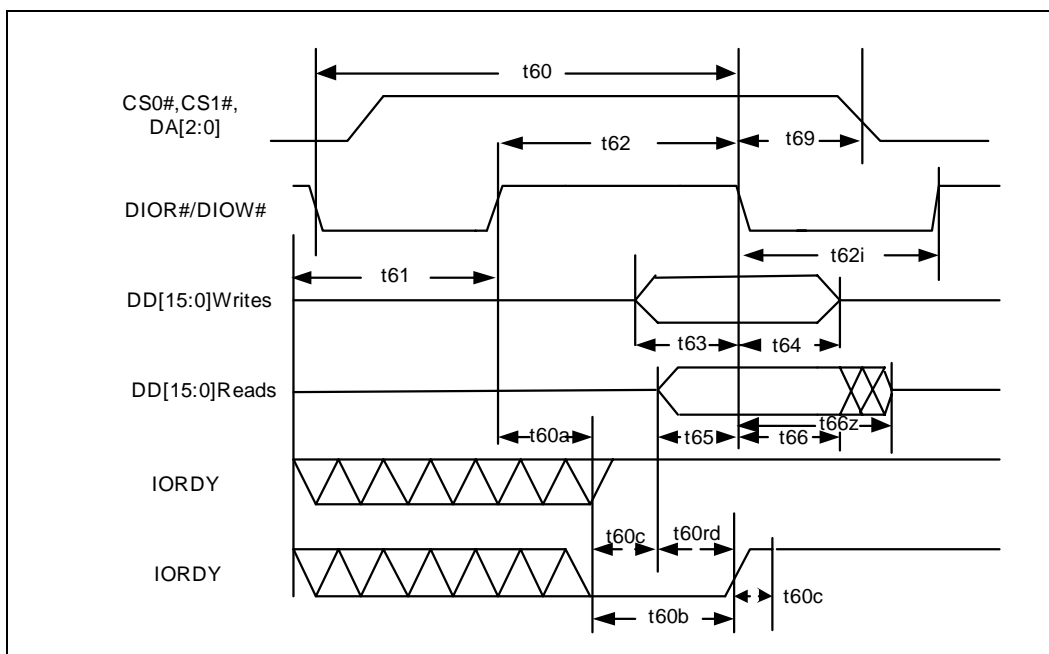 t60
CS0#,CS1#,
DA[2:0]
t62
t69
DIOR#/DIOW#
t61
t62i
DD[15:0]Writes
t63
t64
DD[15:0]Reads
t60a
t65
t66
t66z
IORDY
t60c
t60rd
IORDY
t60b
t60c